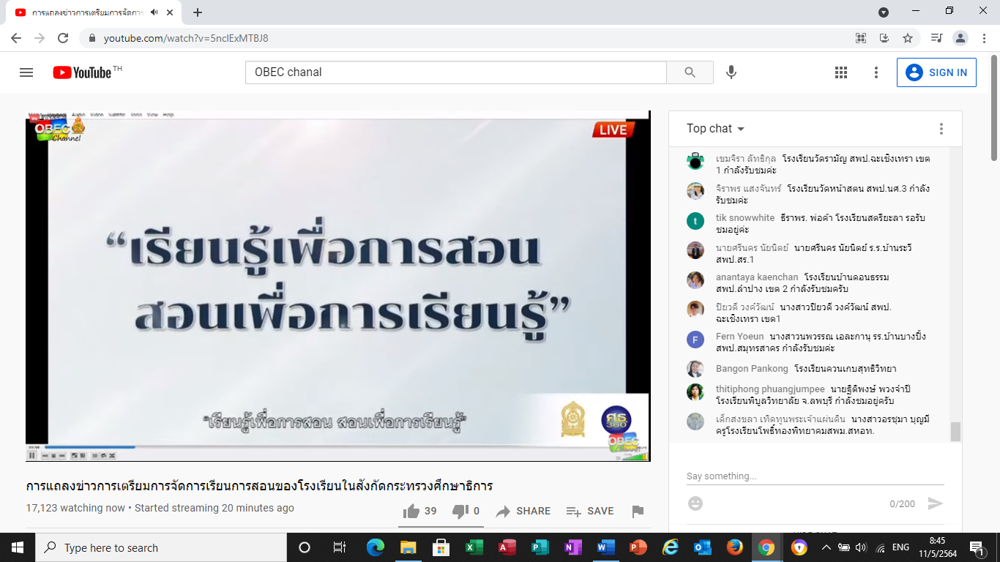 การแถลงข่าวการเตรียมการจัดการ
youtube.com/watch?v=5nclExMTBJ8
YouTube TH
OBEC chanal
SIGN IN
Audio Video Subtitle Tools View Help
OBEC Channel
LIVE
“เรียนรู้เพื่อการสอน
สอนเพื่อการเรียนรู้”
“เรียนรู้เพื่อการสอน สอนเพื่อการเรียนรู้”
ศธ 360
OBEC Channel
Top chat
เขมจิรา ลัทธิกุล โรงเรียนวัดรามัญ สพป.ฉะเชิงเทรา เขต
1 กำลังรับชมค่ะ
จิราพร แสงจันทร์ โรงเรียนวัดหน้าสตน สพป.นศ.3 กำลัง
รับชมค่ะ
t
tik snowwhite ธีราพร. พ่อค้า โรงเรียนสตรียะลา รอรับ
ชมอยู่ค่ะ
นายศรีนคร นัยนิตย์ นายศรีนคร นัยนิตย์ ร.ร.บ้านระวี
สพป.สร.1
anantaya kaenchan โรงเรียนบ้านดอนธรรม
สพป.ลำปาง เขต 2 กำลังรับชมครับ
ปิยวดี วงค์วัฒน์ นางสาวปิยวดี วงค์วัฒน์ สพป.
ฉะเชิงเทรา เขต1
F
Fern Yoeun นางสาวนพวรรณ เอละกานุ รร.บ้านบางปิ้ง
สพป.สมุทรสาคร กำลังรับชมค่ะ
Bangon Pankong โรงเรียนควนเกบสุทธิวิทยา
thitiphong phuangjumpee นายฐิติพงษ์ พวงจำปี
โรงเรียนพิบูลวิทยาลัย จ.ลพบุรี กำลังชมอยู่ครับ
เด็กสงขลา เทิดทูนพระเจ้าแผ่นดิน นางสาวอรชุมา บุญมี
ครูโรงเรียนโพธิ์ทองพิทยาคมสพม.สหอท.
Say something...
0/200
การแถลงข่าวการเตรียมการจัดการเรียนการสอนของโรงเรียนในสังกัดกระทรวงศึกษาธิการ
17,123 watching now • Started streaming 20 minutes ago
39
0
SHARE
SAVE
Type here to search
ENG
8:45
11/5/2564
1